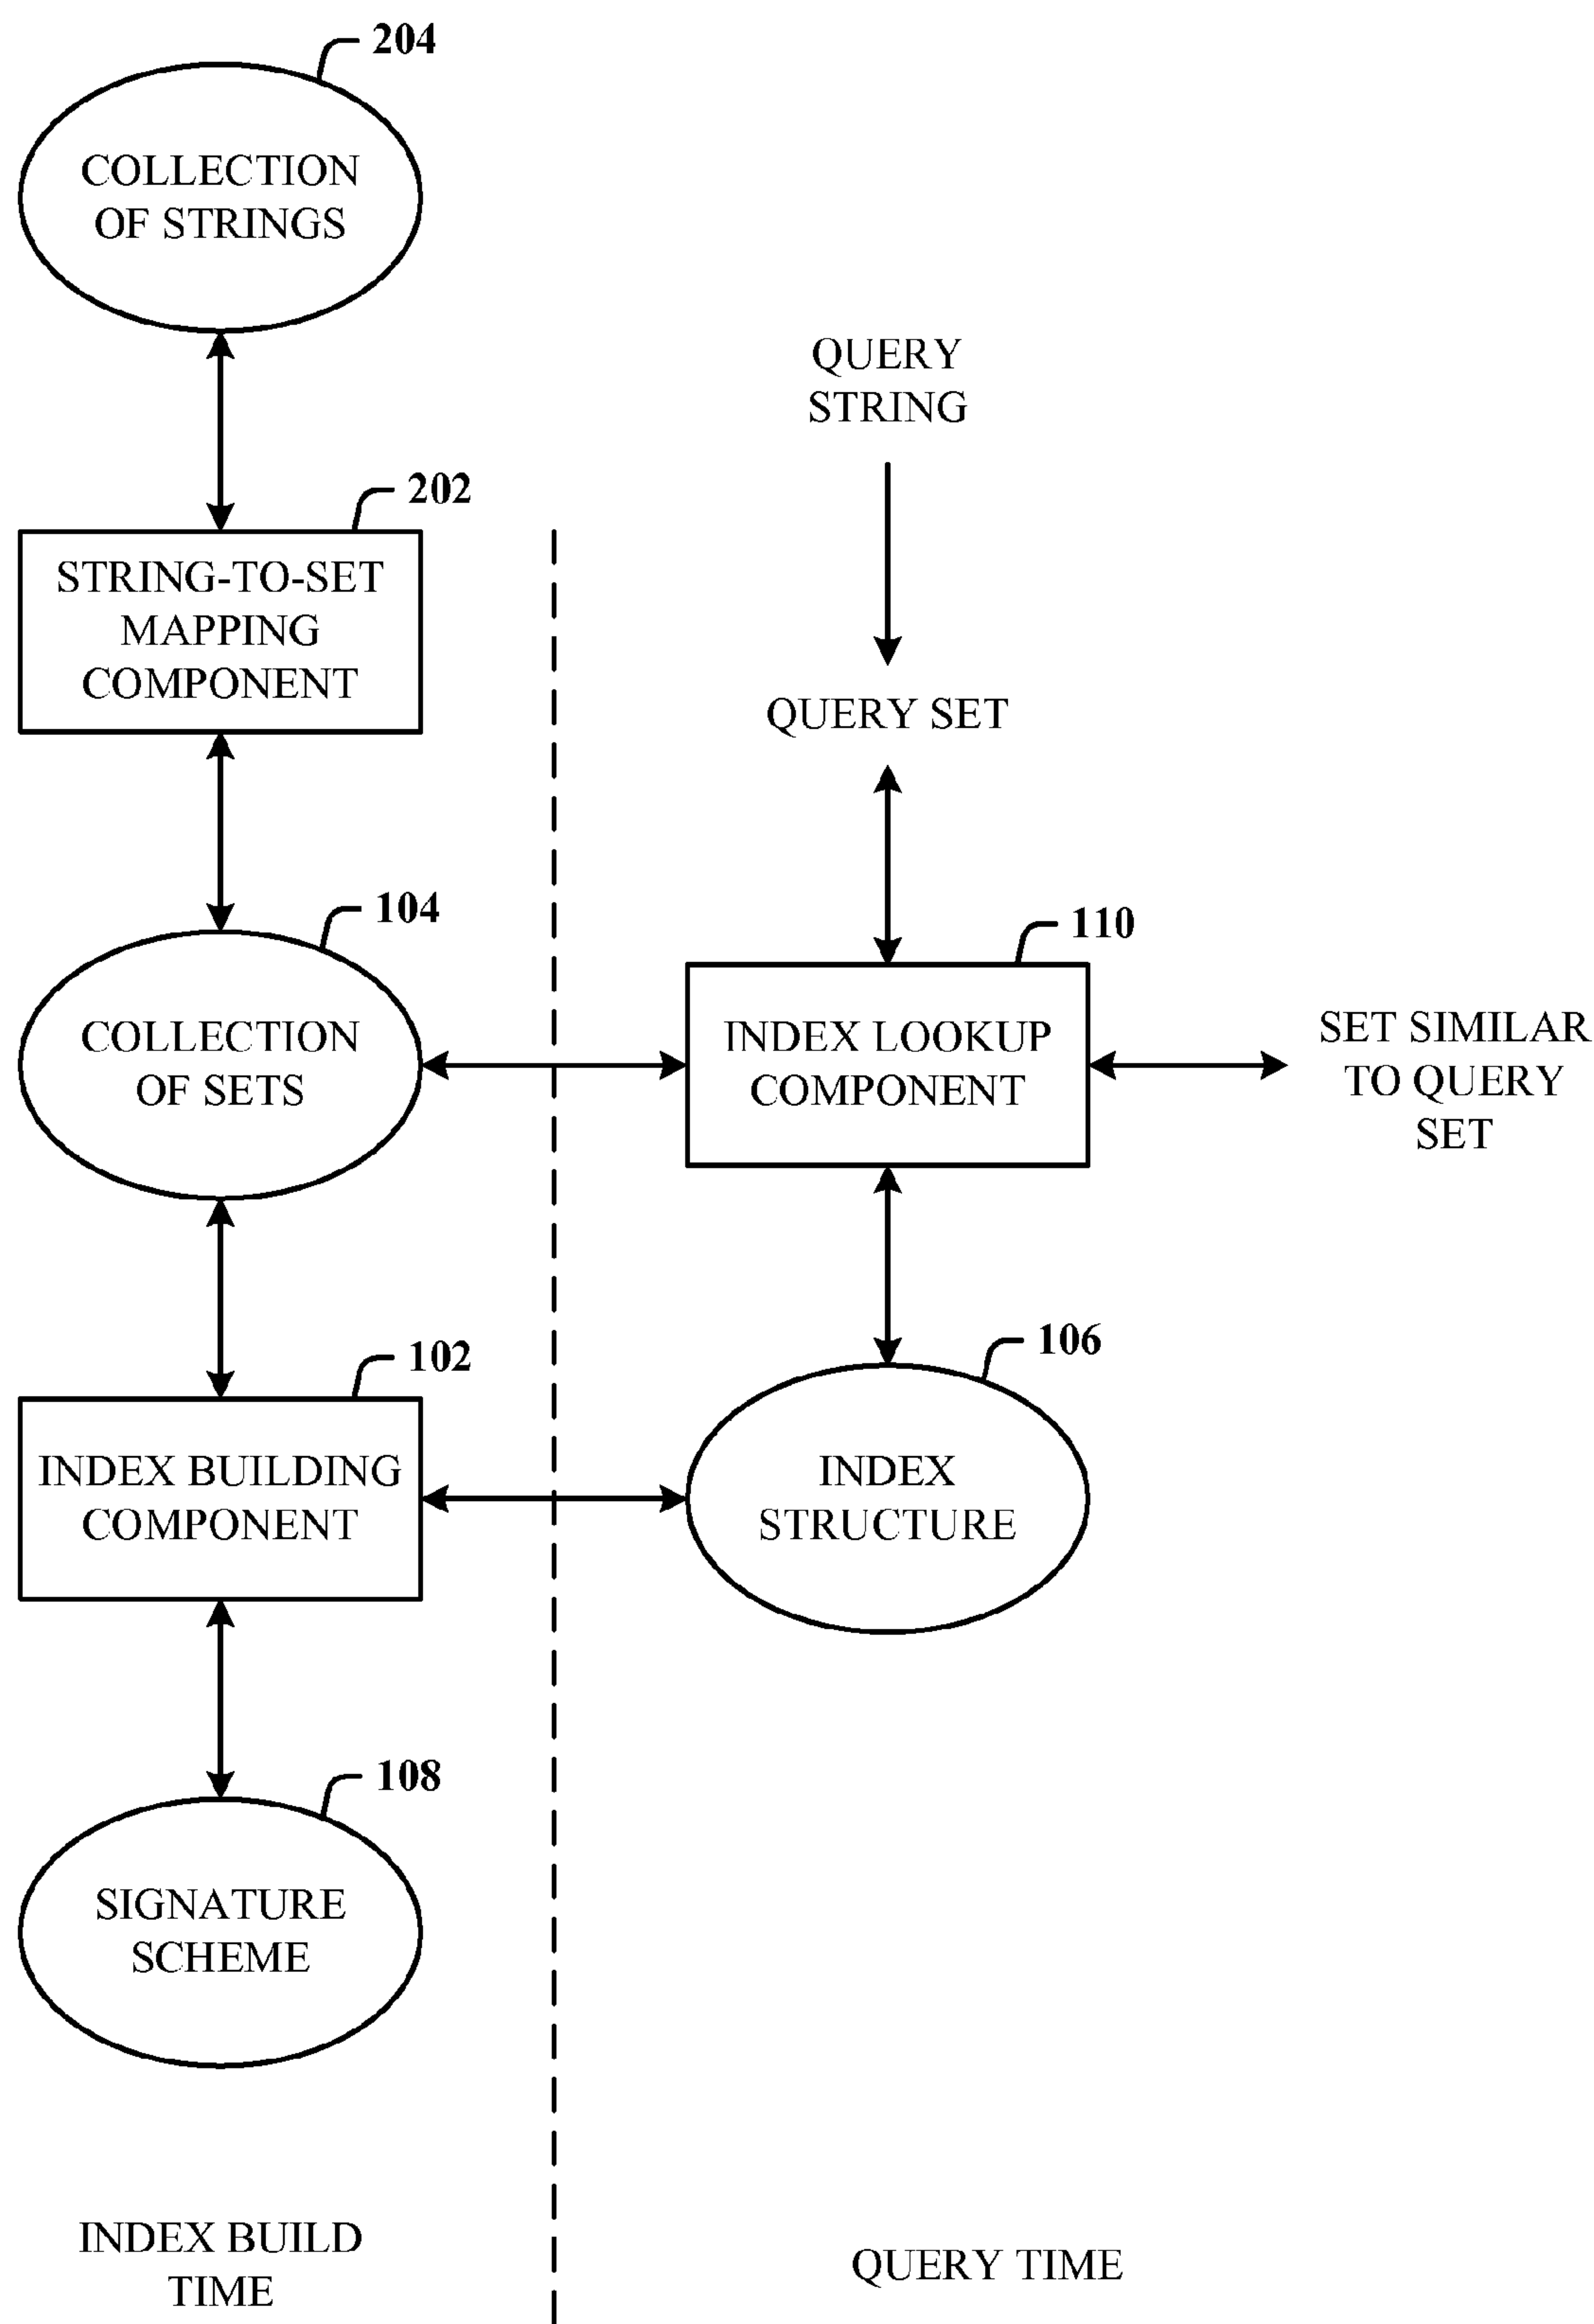 204
COLLECTION
OF STRINGS
QUERY
STRING
202
STRING-TO-SET
MAPPING
COMPONENT
QUERY SET
104
COLLECTION
OF SETS
110
INDEX LOOKUP
COMPONENT
SET SIMILAR
TO QUERY
SET
102
INDEX BUILDING
COMPONENT
106
INDEX
STRUCTURE
108
SIGNATURE
SCHEME
INDEX BUILD
TIME
QUERY TIME